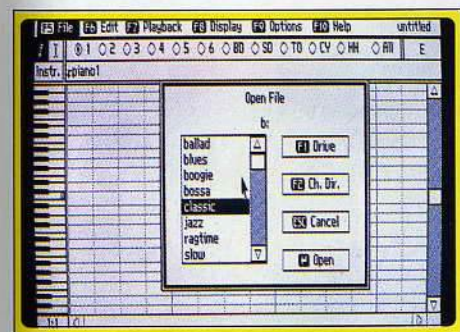 F5 File F6 Edit F7 Playback F8 Display F9 Options F10 Help untitled
1 2 3 4 5 6 BD SD TO CY HH All E
Instr. piano1
Open File
b:
ballad
blues
boogie
bossa
classic
jazz
ragtime
slow
F1 Drive
F2 Ch. Dir.
ESC Cancel
Open
1:1